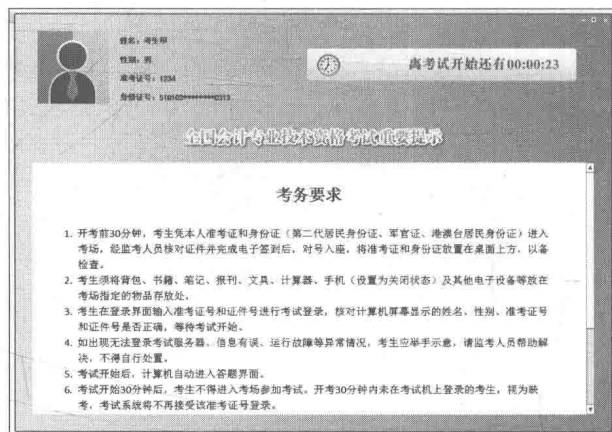 姓名：考生甲
性别：男
准考证号：1234
身份证号：510502********0313
离考试开始还有00:00:23
全国会计专业技术资格考试重要提示
考务要求
1. 开考前30分钟，考生凭本人准考证和身份证（第二代居民身份证、军官证、港澳台居民身份证）进入
考场，经监考人员核对证件并完成电子签到后，对号入座，将准考证和身份证放置在桌面上方，以备
检查。
2. 考生须将背包、书籍、笔记、报刊、文具、计算器、手机（设置为关闭状态）及其他电子设备等放在
考场指定的物品存放处。
3. 考生在登录界面输入准考证号和证件号进行考试登录，核对计算机屏幕显示的姓名、性别、准考证号
和证件号是否正确，等待考试开始。
4. 如出现无法登录考试服务器、信息有误、运行故障等异常情况，考生应举手示意，请监考人员帮助解
决，不得自行处置。
5. 考试开始后，计算机自动进入答题界面。
6. 考试开始30分钟后，考生不得进入考场参加考试。开考30分钟内未在考试机上登录的考生，视为缺
考，考试系统将不再接受该准考证号登录。